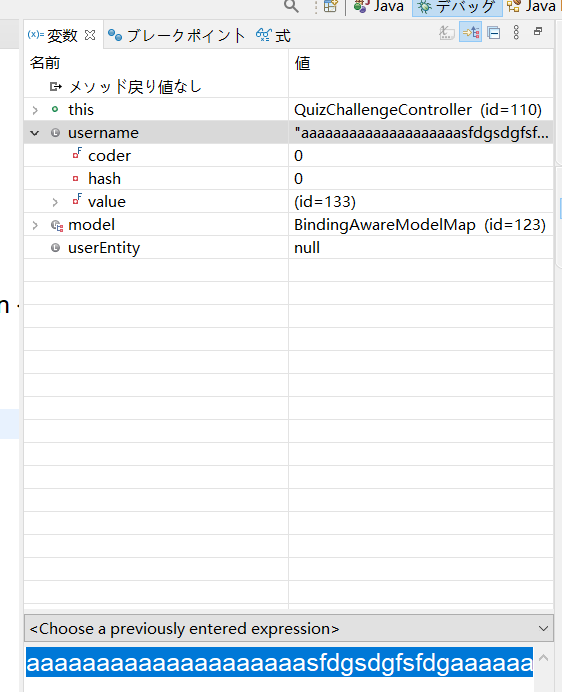 Java デバッグ Java
(x)= 変数 ブレークポイント 式
名前 値
メソッド戻り値なし
this QuizChallengeController (id=110)
username "aaaaaaaaaaaaaaaaaaaasfdgsdgfsf...
coder 0
hash 0
value (id=133)
model BindingAwareModelMap (id=123)
userEntity null
<Choose a previously entered expression>
aaaaaaaaaaaaaaaaaaaasfdgsdgfsfdgaaaaaa